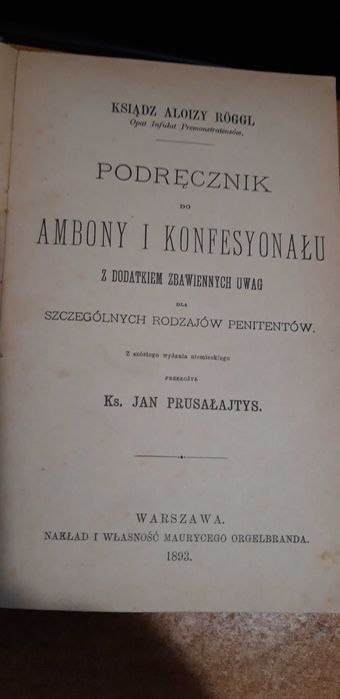 KSIĄDZ ALOIZY RÖGGL
Opat Infułat Premonstratensów.
PODRĘCZNIK
DO
AMBONY I KONFESYONAŁU
Z DODATKIEM ZBAWIENNYCH UWAG
DLA
SZCZEGÓLNYCH RODZAJÓW PENITENTÓW.
Z szóstego wydania niemieckiego
PRZEŁOŻYŁ
Ks. JAN PRUSAŁAJTYS.
WARSZAWA.
NAKŁAD I WŁASNOŚĆ MAURYCEGO ORGELBRANDA.
1893.